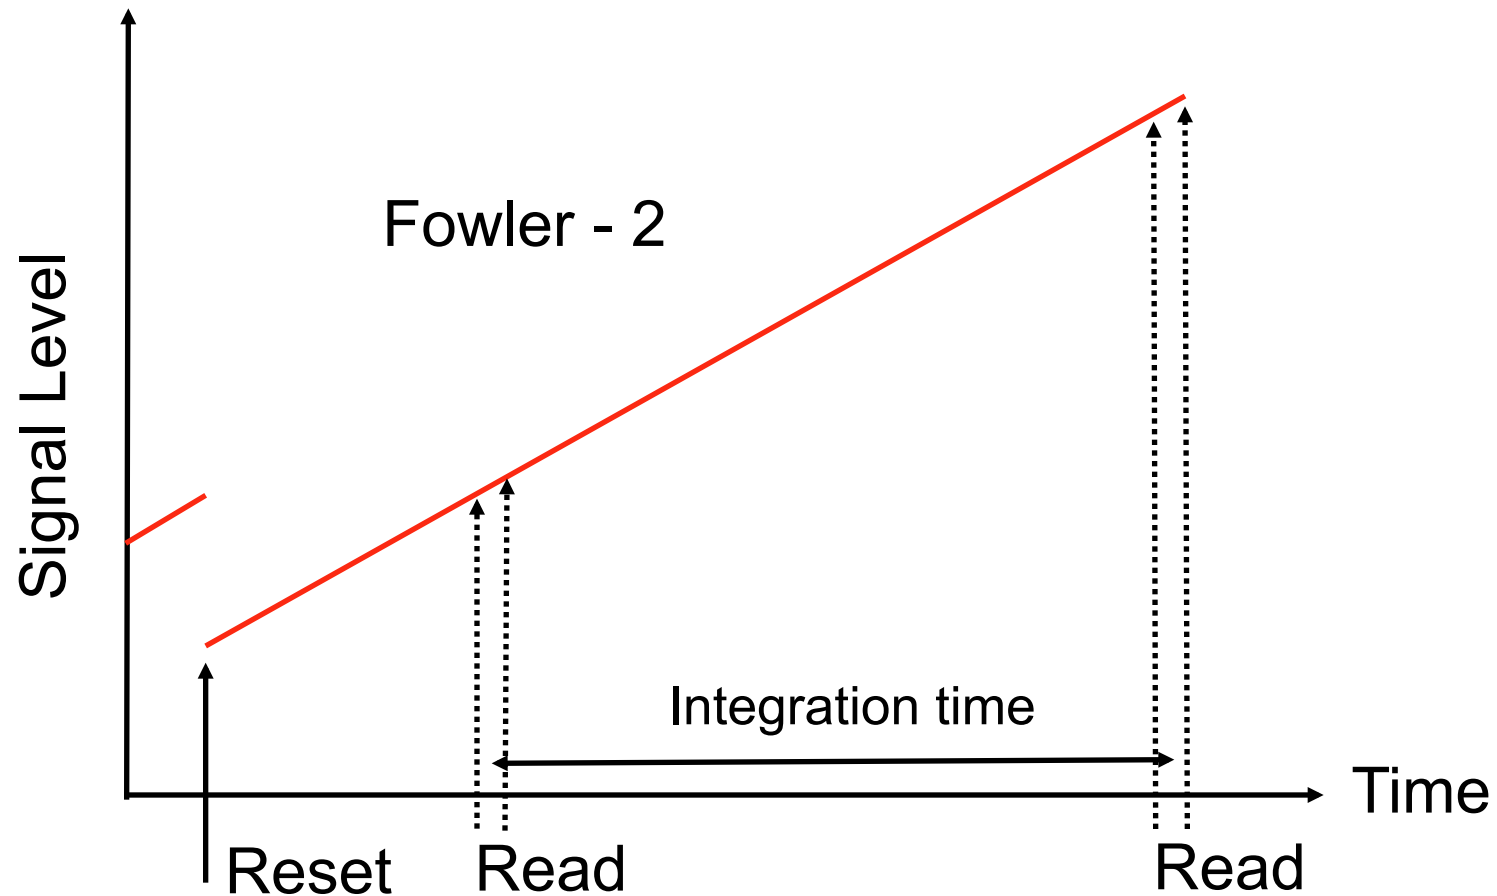 Fowler - 2
Signal Level
Integration time
Time
Reset
Read
Read